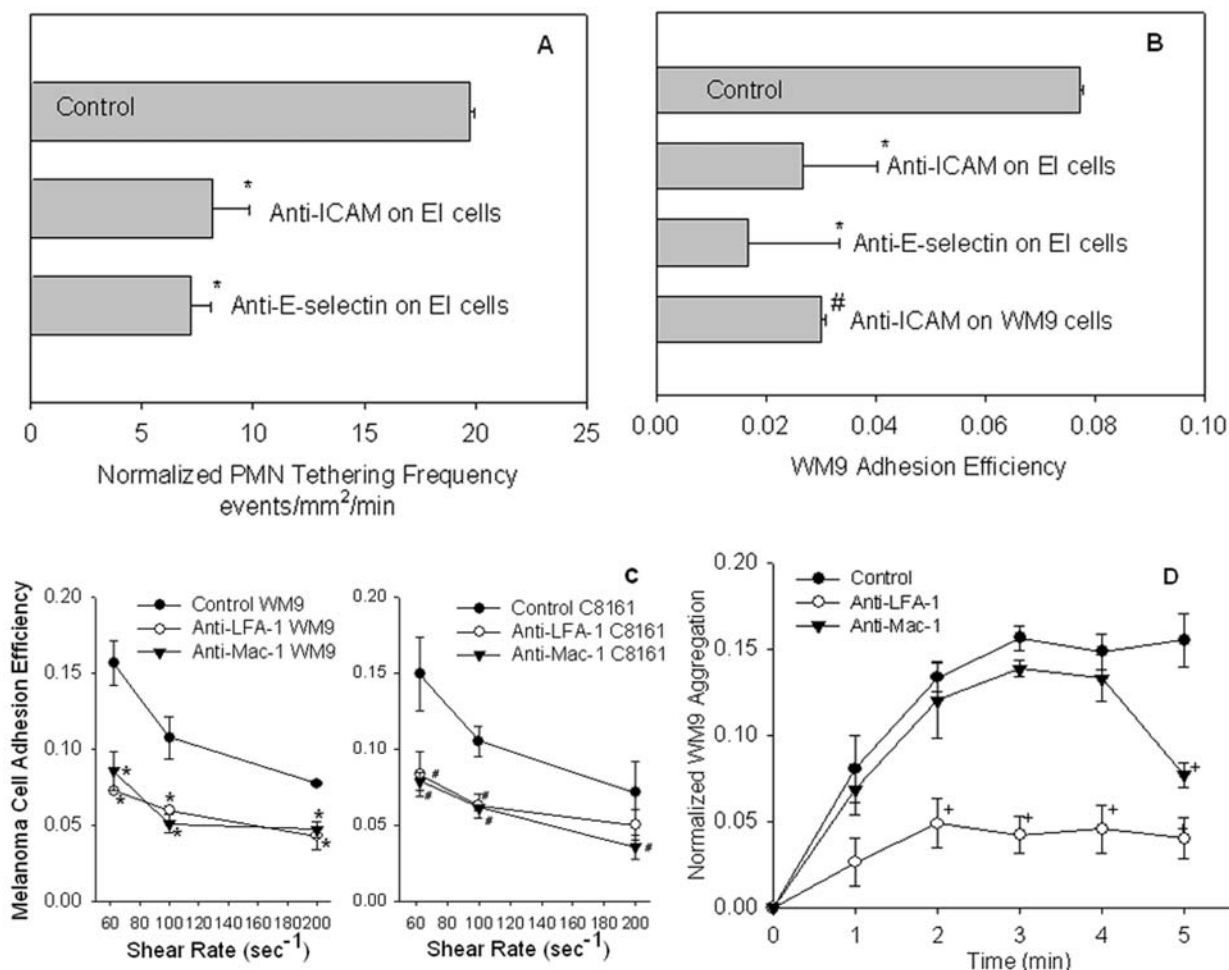 A
Control
*
Anti-ICAM on EI cells
*
Anti-E-selectin on EI cells
0 5 10 15 20 25
Normalized PMN Tethering Frequency
events/mm²/min
B
Control
*
Anti-ICAM on EI cells
*
Anti-E-selectin on EI cells
#
Anti-ICAM on WM9 cells
0.00 0.02 0.04 0.06 0.08 0.10
WM9 Adhesion Efficiency
Melanoma Cell Adhesion Efficiency
0.20
0.15
0.10
0.05
0.00
Control WM9
Anti-LFA-1 WM9
Anti-Mac-1 WM9
* * * * * *
60 80 100 120 140 160 180 200
Shear Rate (sec⁻¹)
C
0.20
0.15
0.10
0.05
0.00
Control C8161
Anti-LFA-1 C8161
Anti-Mac-1 C8161
# # # # #
60 80 100 120 140 160 180 200
Shear Rate (sec⁻¹)
D
Normalized WM9 Aggregation
0.20
0.15
0.10
0.05
0.00
Control
Anti-LFA-1
Anti-Mac-1
+ + + + +
0 1 2 3 4 5
Time (min)